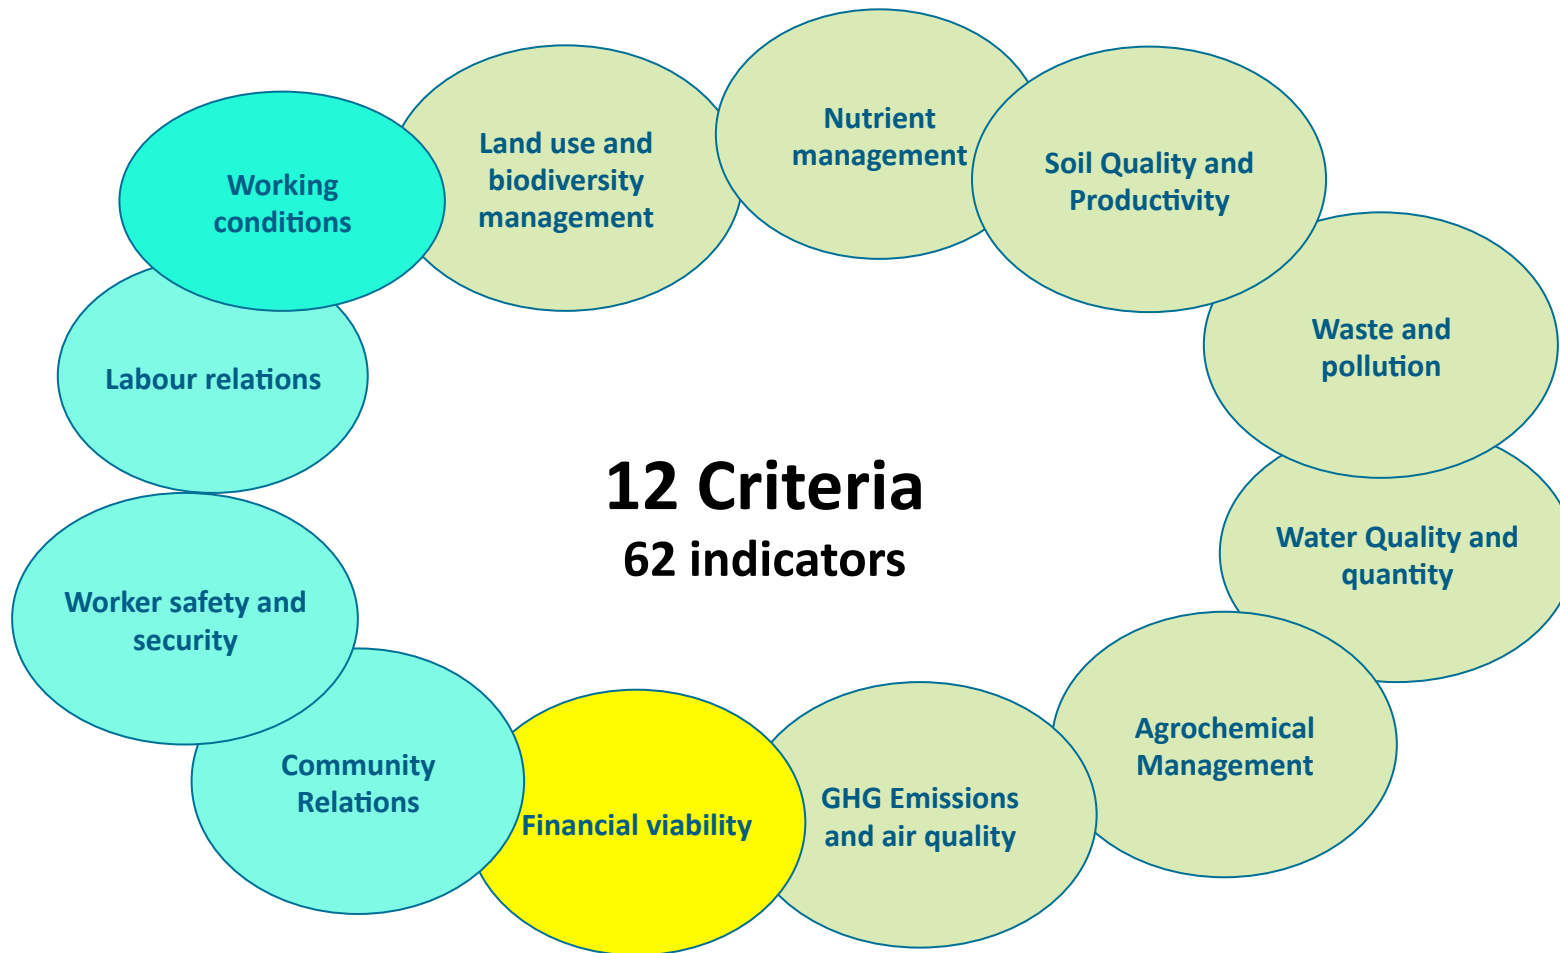 Nutrient
management
Land use and
biodiversity
management
Soil Quality and
Productivity
Working
conditions
Waste and
pollution
Labour relations
12 Criteria
62 indicators
Water Quality and
quantity
Worker safety and
security
Agrochemical
Management
Community
Relations
Financial viability
GHG Emissions
and air quality